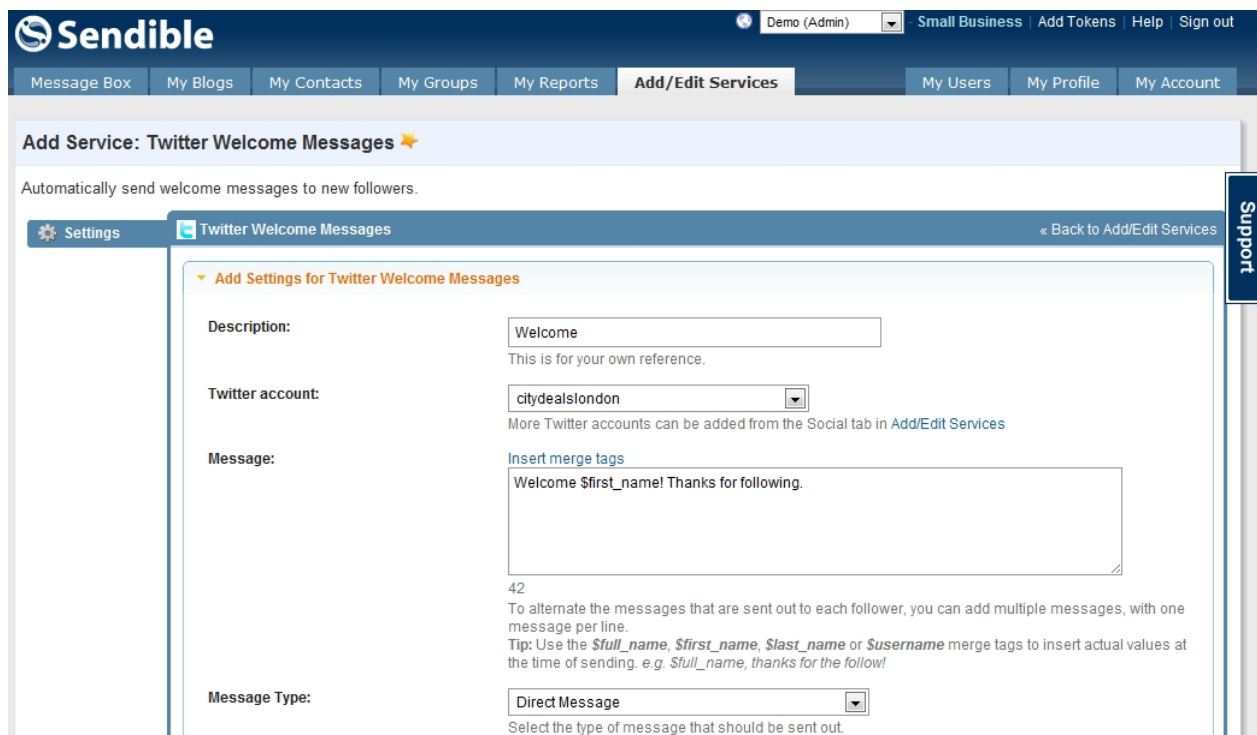 Sendible
Demo (Admin) - Small Business | Add Tokens | Help | Sign out
Message Box My Blogs My Contacts My Groups My Reports Add/Edit Services My Users My Profile My Account
Add Service: Twitter Welcome Messages
Automatically send welcome messages to new followers.
Support
Settings
Twitter Welcome Messages « Back to Add/Edit Services
Add Settings for Twitter Welcome Messages
Description: Welcome
This is for your own reference.
Twitter account: citydealslondon
More Twitter accounts can be added from the Social tab in Add/Edit Services
Message: Insert merge tags
Welcome $first_name! Thanks for following.
42
To alternate the messages that are sent out to each follower, you can add multiple messages, with one
message per line.
Tip: Use the $full_name, $first_name, $last_name or $username merge tags to insert actual values at
the time of sending. e.g. $full_name, thanks for the follow!
Message Type: Direct Message
Select the type of message that should be sent out.